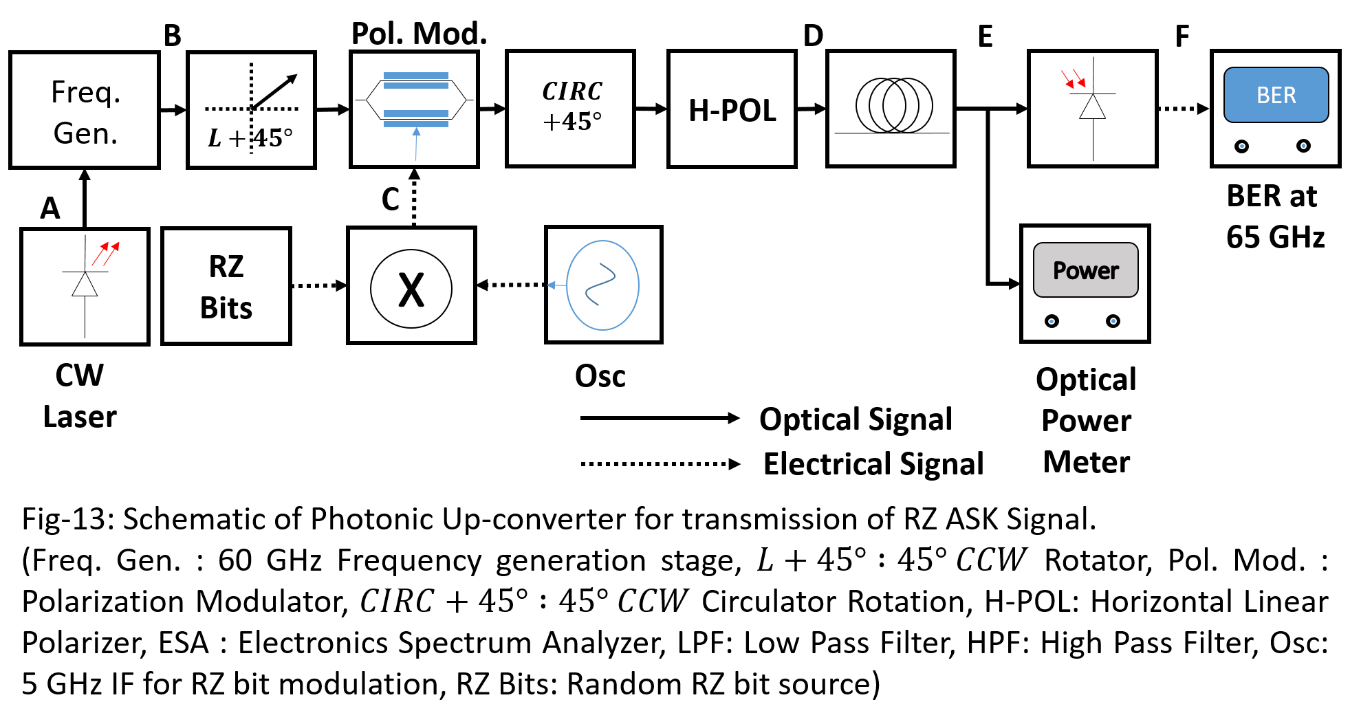 B
Pol. Mod.
D
E
F
Freq.
Gen.
L + 45°
CIRC
+45°
H-POL
BER
A
C
BER at
65 GHz
RZ
Bits
X
Power
CW
Laser
Osc
Optical
Power
Meter
Optical Signal
Electrical Signal
Fig-13: Schematic of Photonic Up-converter for transmission of RZ ASK Signal.
(Freq. Gen. : 60 GHz Frequency generation stage, L + 45° : 45° CCW Rotator, Pol. Mod. :
Polarization Modulator, CIRC + 45° : 45° CCW Circulator Rotation, H-POL: Horizontal Linear
Polarizer, ESA : Electronics Spectrum Analyzer, LPF: Low Pass Filter, HPF: High Pass Filter, Osc:
5 GHz IF for RZ bit modulation, RZ Bits: Random RZ bit source)